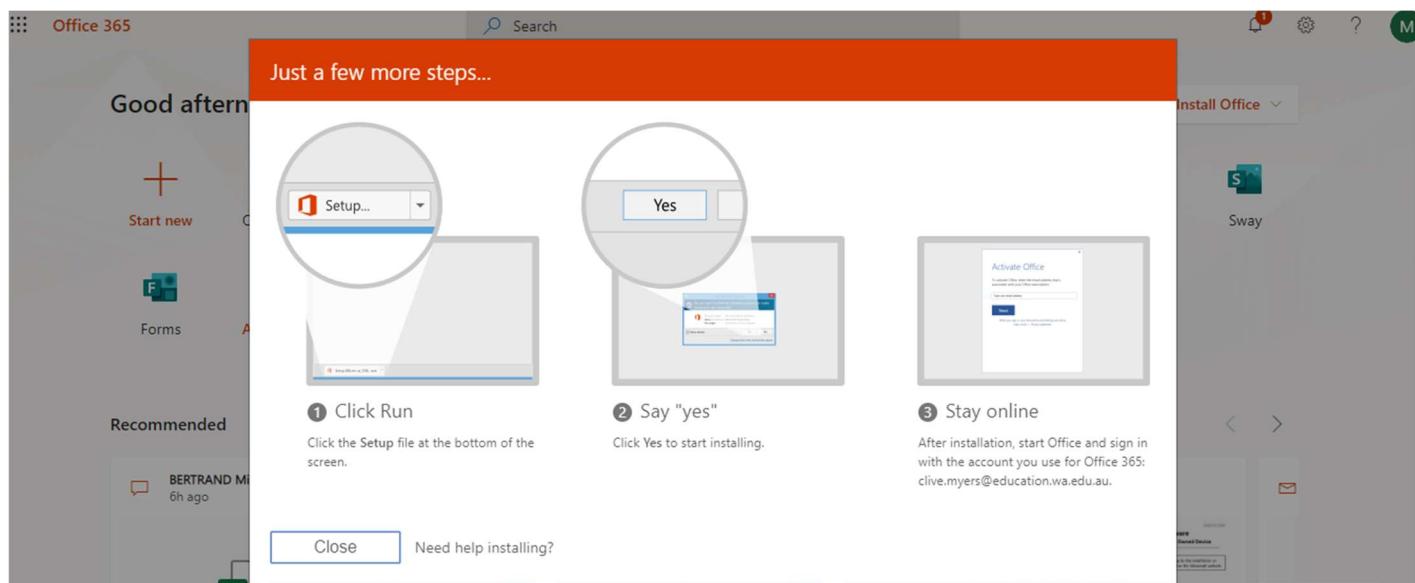 Office 365
Search
1
?
M
Just a few more steps...
Good aftern
Install Office
Setup...
Yes
Start new
C
S
Sway
Activate Office
Next
F
Forms
A
1 Click Run
2 Say "yes"
3 Stay online
Click the Setup file at the bottom of the
screen.
Click Yes to start installing.
After installation, start Office and sign in
with the account you use for Office 365:
clive.myers@education.wa.edu.au.
Recommended
BERTRAND Mi
6h ago
Close
Need help installing?